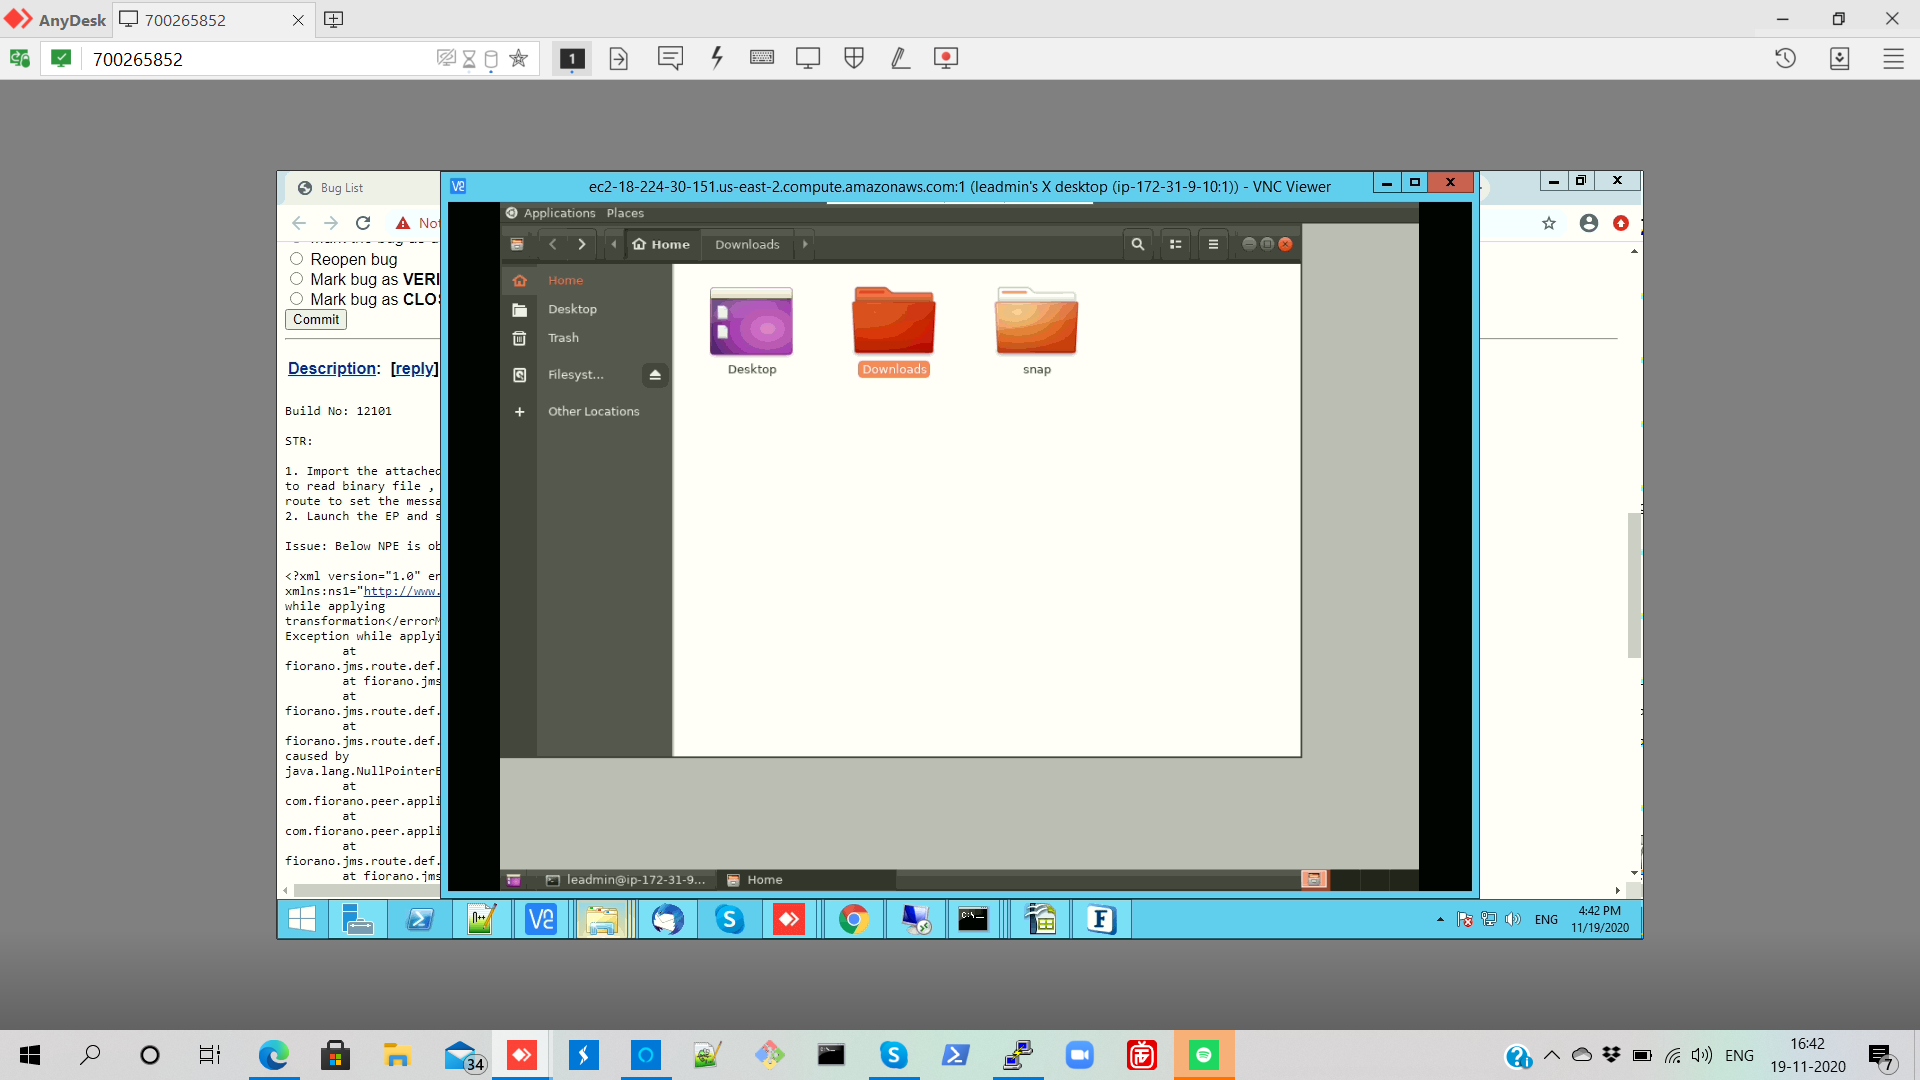 AnyDesk
700265852
700265852
1
Bug List
ec2-18-224-30-151.us-east-2.compute.amazonaws.com:1 (leadmin's X desktop (ip-172-31-9-10:1)) - VNC Viewer
Applications Places
Home Downloads
Home
Desktop
Trash
Filesyst...
Other Locations
Desktop
Downloads
snap
leadmin@ip-172-31-9...
Home
Reopen bug
Mark bug as VERI
Mark bug as CLOS
Commit
Description: [reply]
Build No: 12101
STR:
1. Import the attached
to read binary file ,
route to set the messa
2. Launch the EP and s
Issue: Below NPE is ob
<?xml version="1.0" en
xmlns:ns1="http://www.
while applying
transformation</errorM
Exception while applyi
at
fiorano.jms.route.def.
at fiorano.jms
at
fiorano.jms.route.def.
at
fiorano.jms.route.def.
caused by
java.lang.NullPointerE
at
com.fiorano.peer.appli
at
com.fiorano.peer.appli
at
fiorano.jms.route.def.
at fiorano.jms
ENG
4:42 PM
11/19/2020
34
ENG
16:42
19-11-2020
7